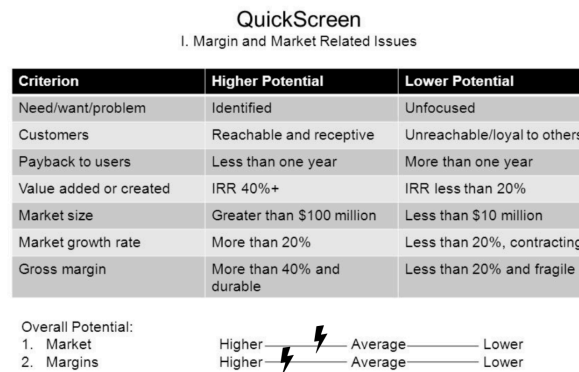 QuickScreen
I. Margin and Market Related Issues
Criterion Higher Potential Lower Potential
Need/want/problem Identified Unfocused
Customers Reachable and receptive Unreachable/loyal to others
Payback to users Less than one year More than one year
Value added or created IRR 40%+ IRR less than 20%
Market size Greater than $100 million Less than $10 million
Market growth rate More than 20% Less than 20%, contracting
Gross margin More than 40% and Less than 20% and fragile
durable
Overall Potential:
1. Market Higher Average Lower
2. Margins Higher Average Lower